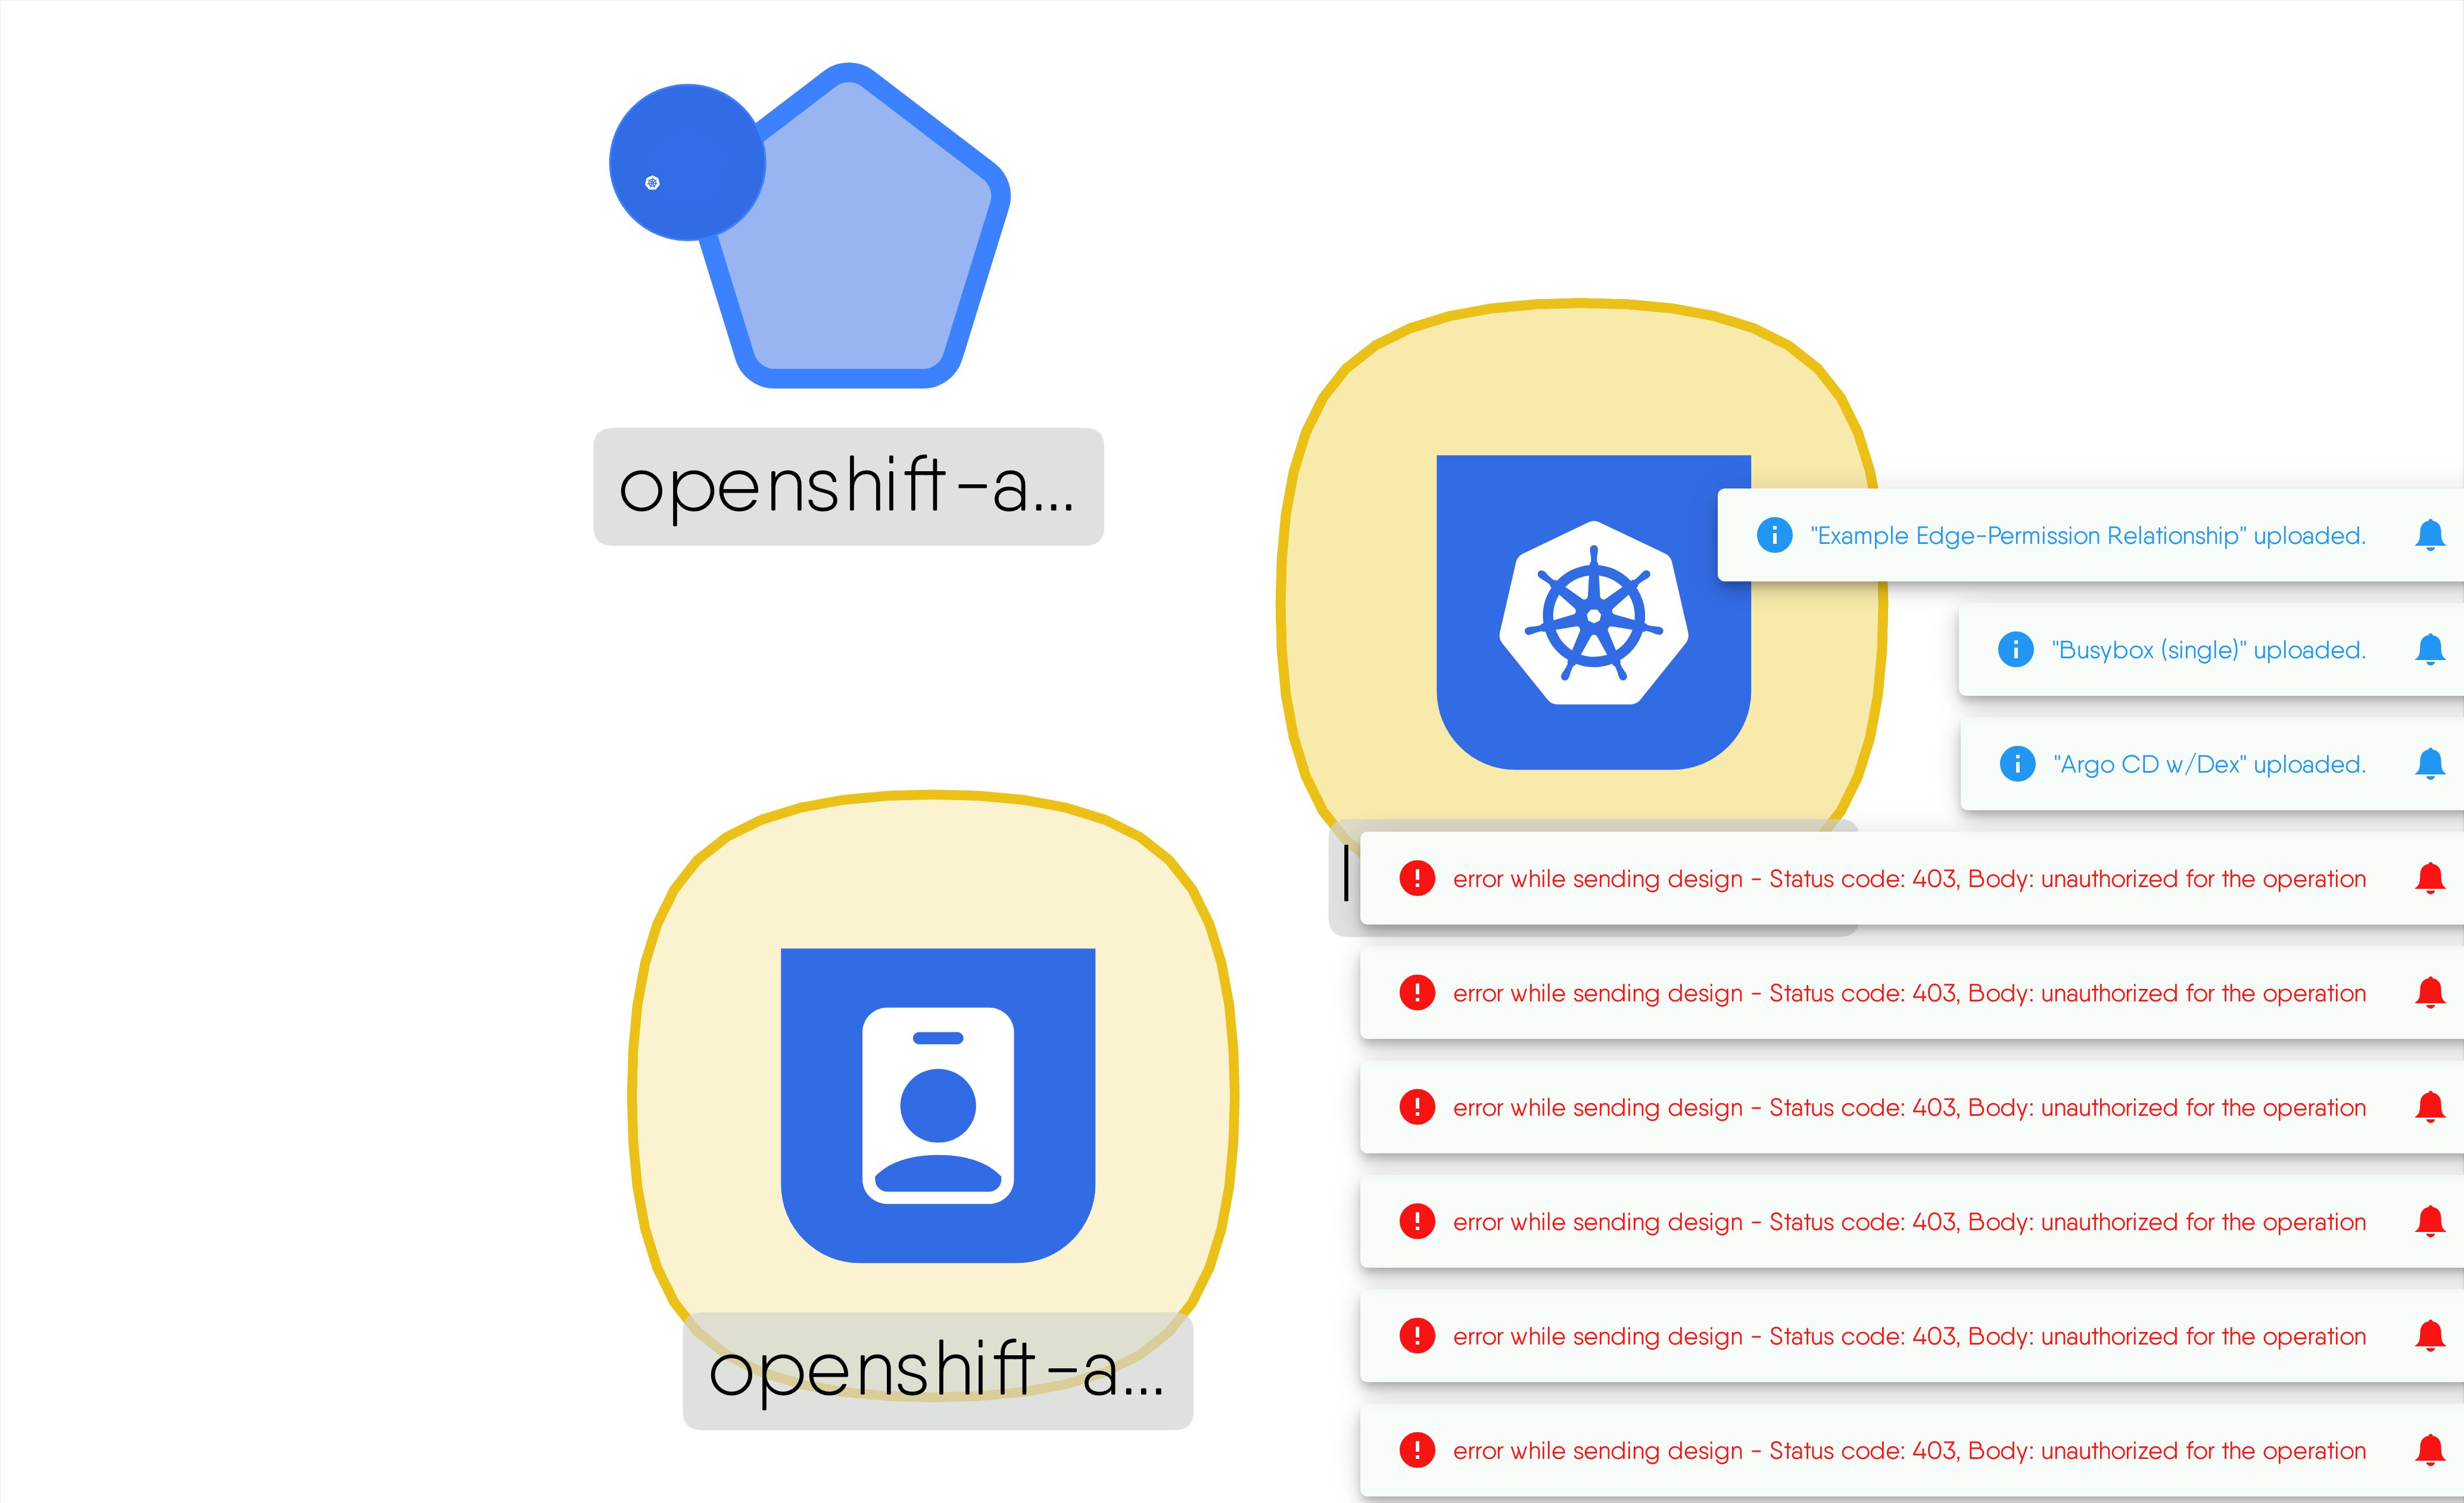 openshift-a...
"Example Edge-Permission Relationship" uploaded.
"Busybox (single)" uploaded.
"Argo CD w/Dex" uploaded.
error while sending design - Status code: 403, Body: unauthorized for the operation
error while sending design - Status code: 403, Body: unauthorized for the operation
error while sending design - Status code: 403, Body: unauthorized for the operation
error while sending design - Status code: 403, Body: unauthorized for the operation
error while sending design - Status code: 403, Body: unauthorized for the operation
openshift-a...
error while sending design - Status code: 403, Body: unauthorized for the operation